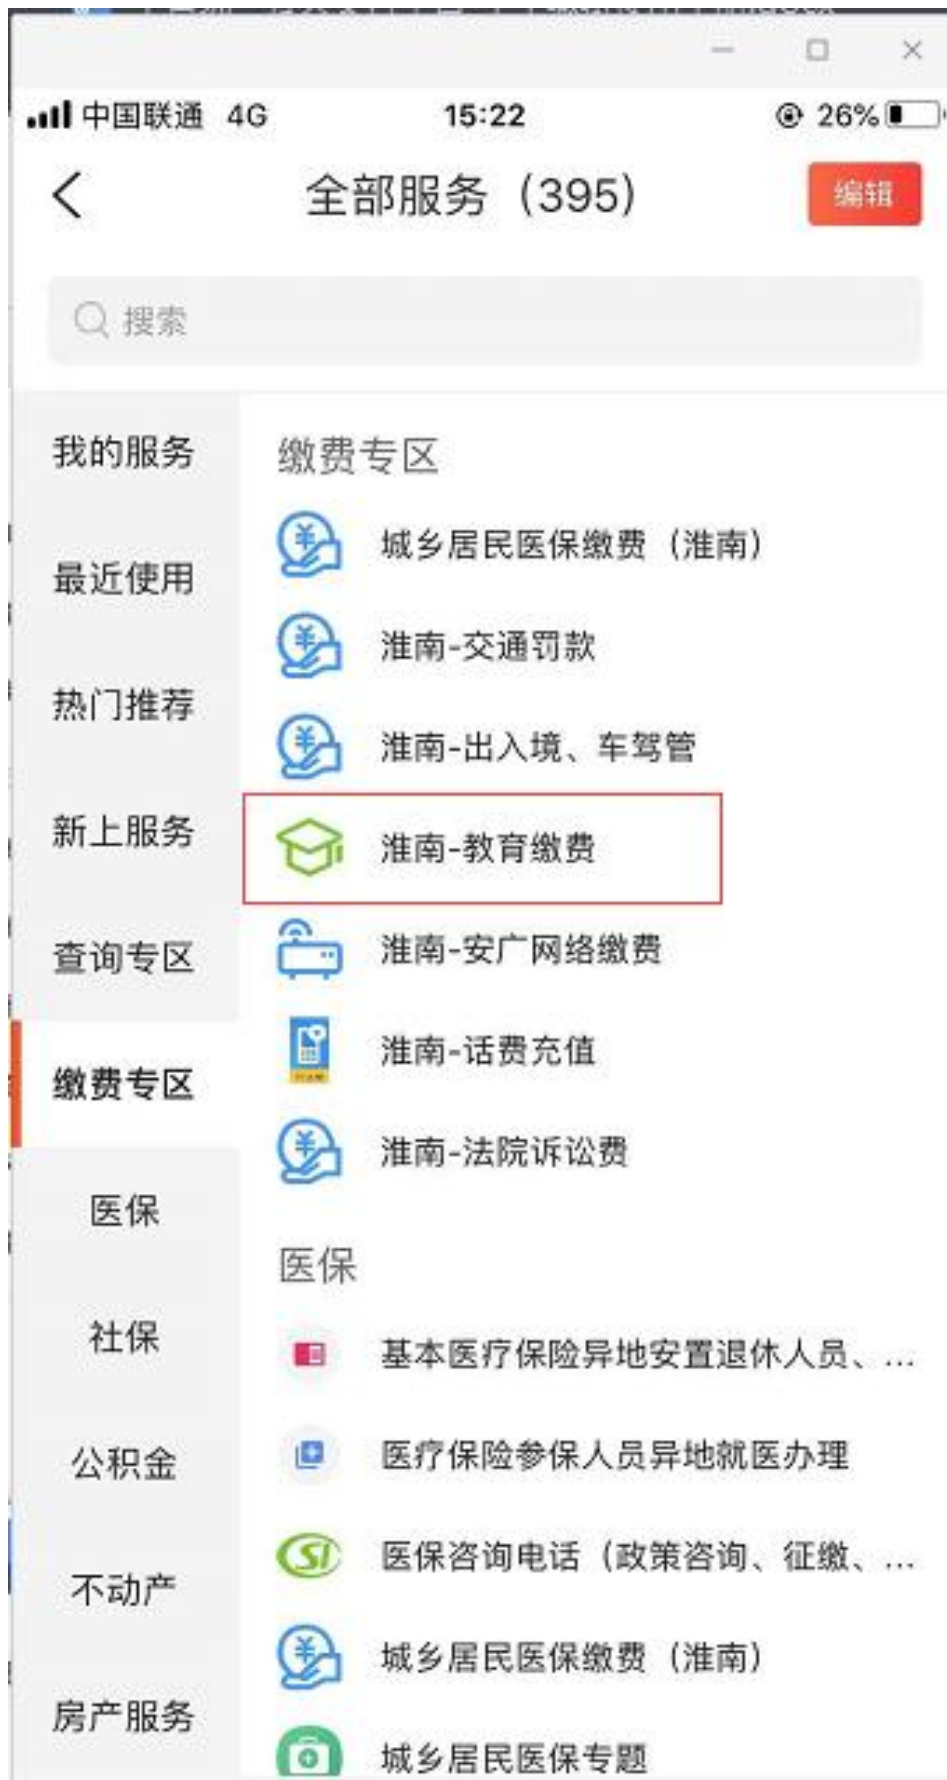 中国联通 4G 15:22 26%
全部服务（395） 编辑
搜索
我的服务
最近使用
热门推荐
新上服务
查询专区
缴费专区
医保
社保
公积金
不动产
房产服务
缴费专区
城乡居民医保缴费（淮南）
淮南-交通罚款
淮南-出入境、车驾管
淮南-教育缴费
淮南-安广网络缴费
淮南-话费充值
淮南-法院诉讼费
医保
基本医疗保险异地安置退休人员、...
医疗保险参保人员异地就医办理
医保咨询电话（政策咨询、征缴、...
城乡居民医保缴费（淮南）
城乡居民医保专题